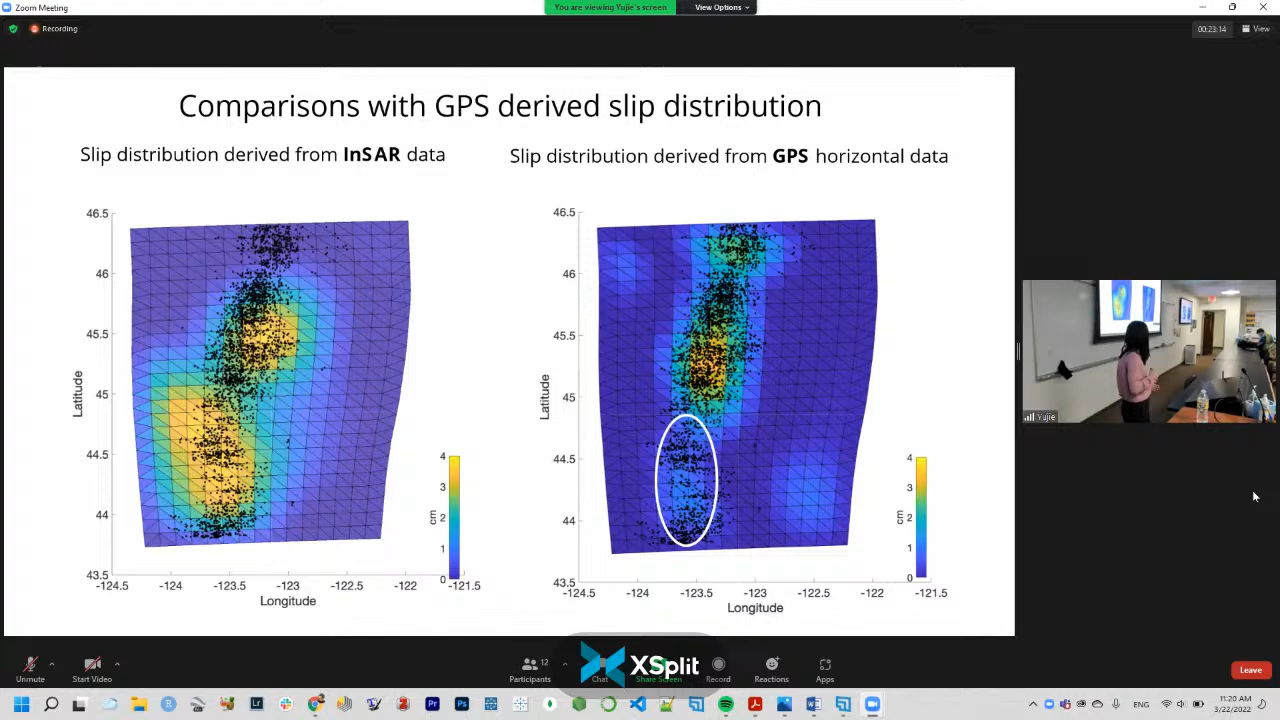 Zoom Meeting
You are viewing Yujie's screen
View Options
Recording
00:23:14
View
Comparisons with GPS derived slip distribution
Slip distribution derived from InSAR data
Slip distribution derived from GPS horizontal data
46.5
46
45.5
45
44.5
44
43.5
Latitude
-124.5 -124 -123.5 -123 -122.5 -122 -121.5
Longitude
4
3
2
1
0
cm
46.5
46
45.5
45
44.5
44
43.5
Latitude
-124.5 -124 -123.5 -123 -122.5 -122 -121.5
Longitude
4
3
2
1
0
cm
Yujie
Unmute
Start Video
12
Participants
Chat
Share Screen
Record
Reactions
Apps
Leave
XSplit
ENG
11:20 AM
3/22/2022